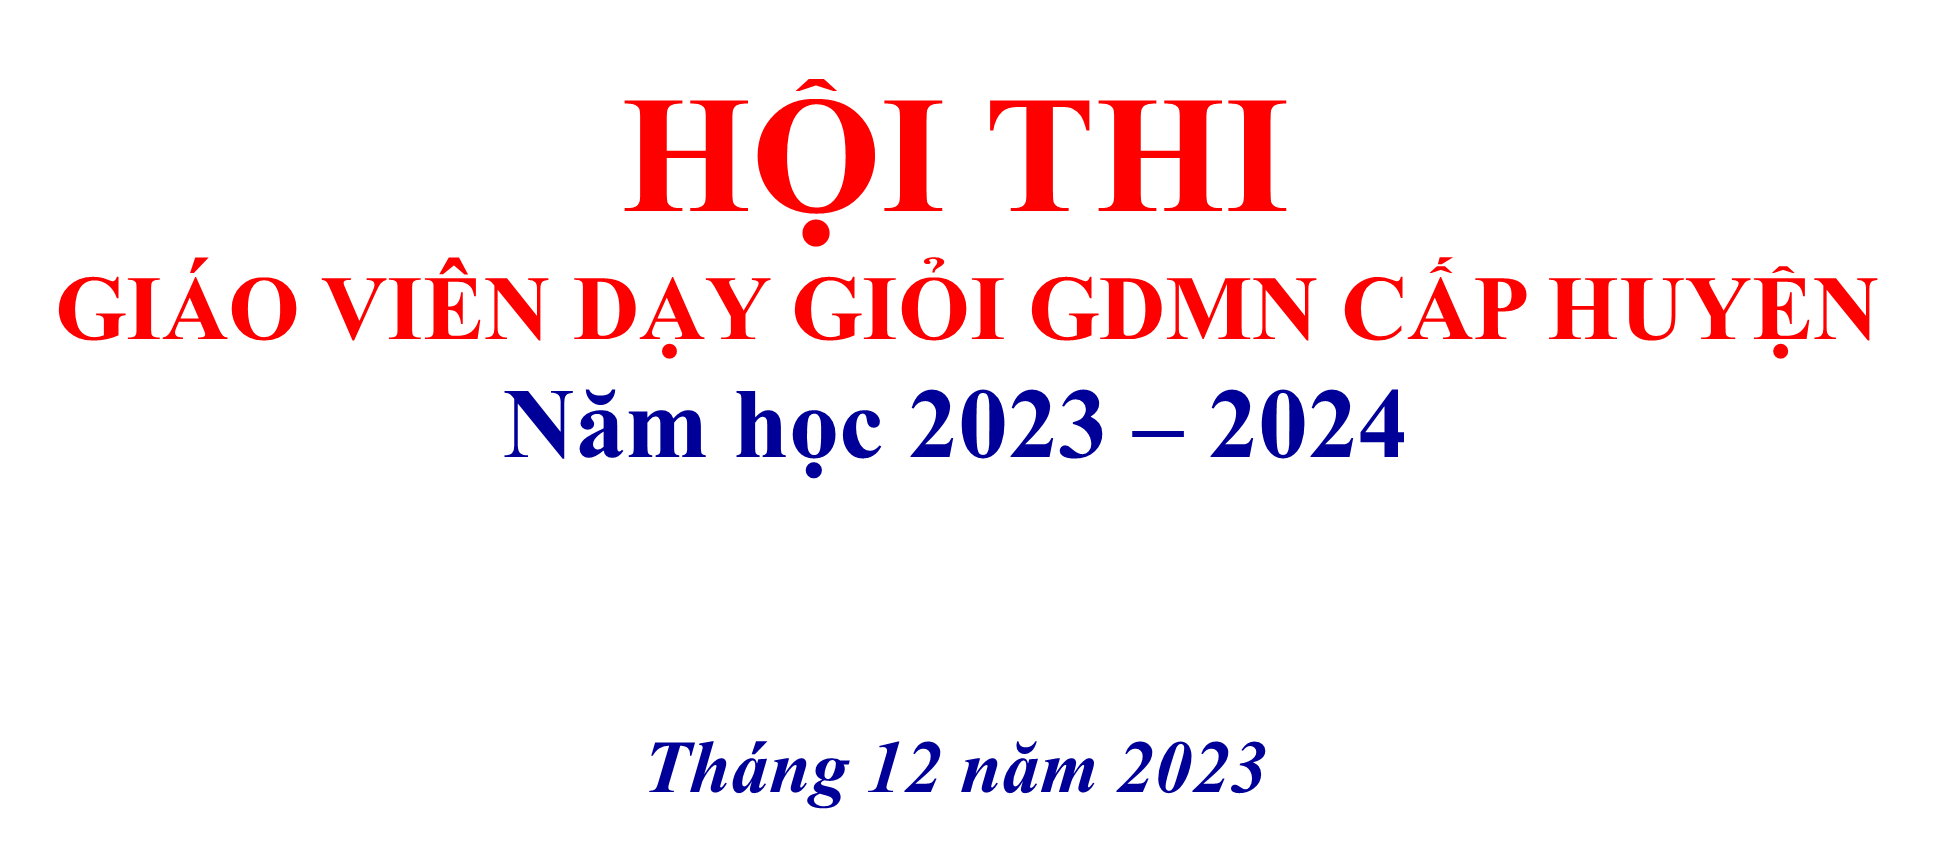 HỘI THI
GIÁO VIÊN DẠY GIỎI GDMN CẤP HUYỆN
Năm học 2023 – 2024
Tháng 12 năm 2023